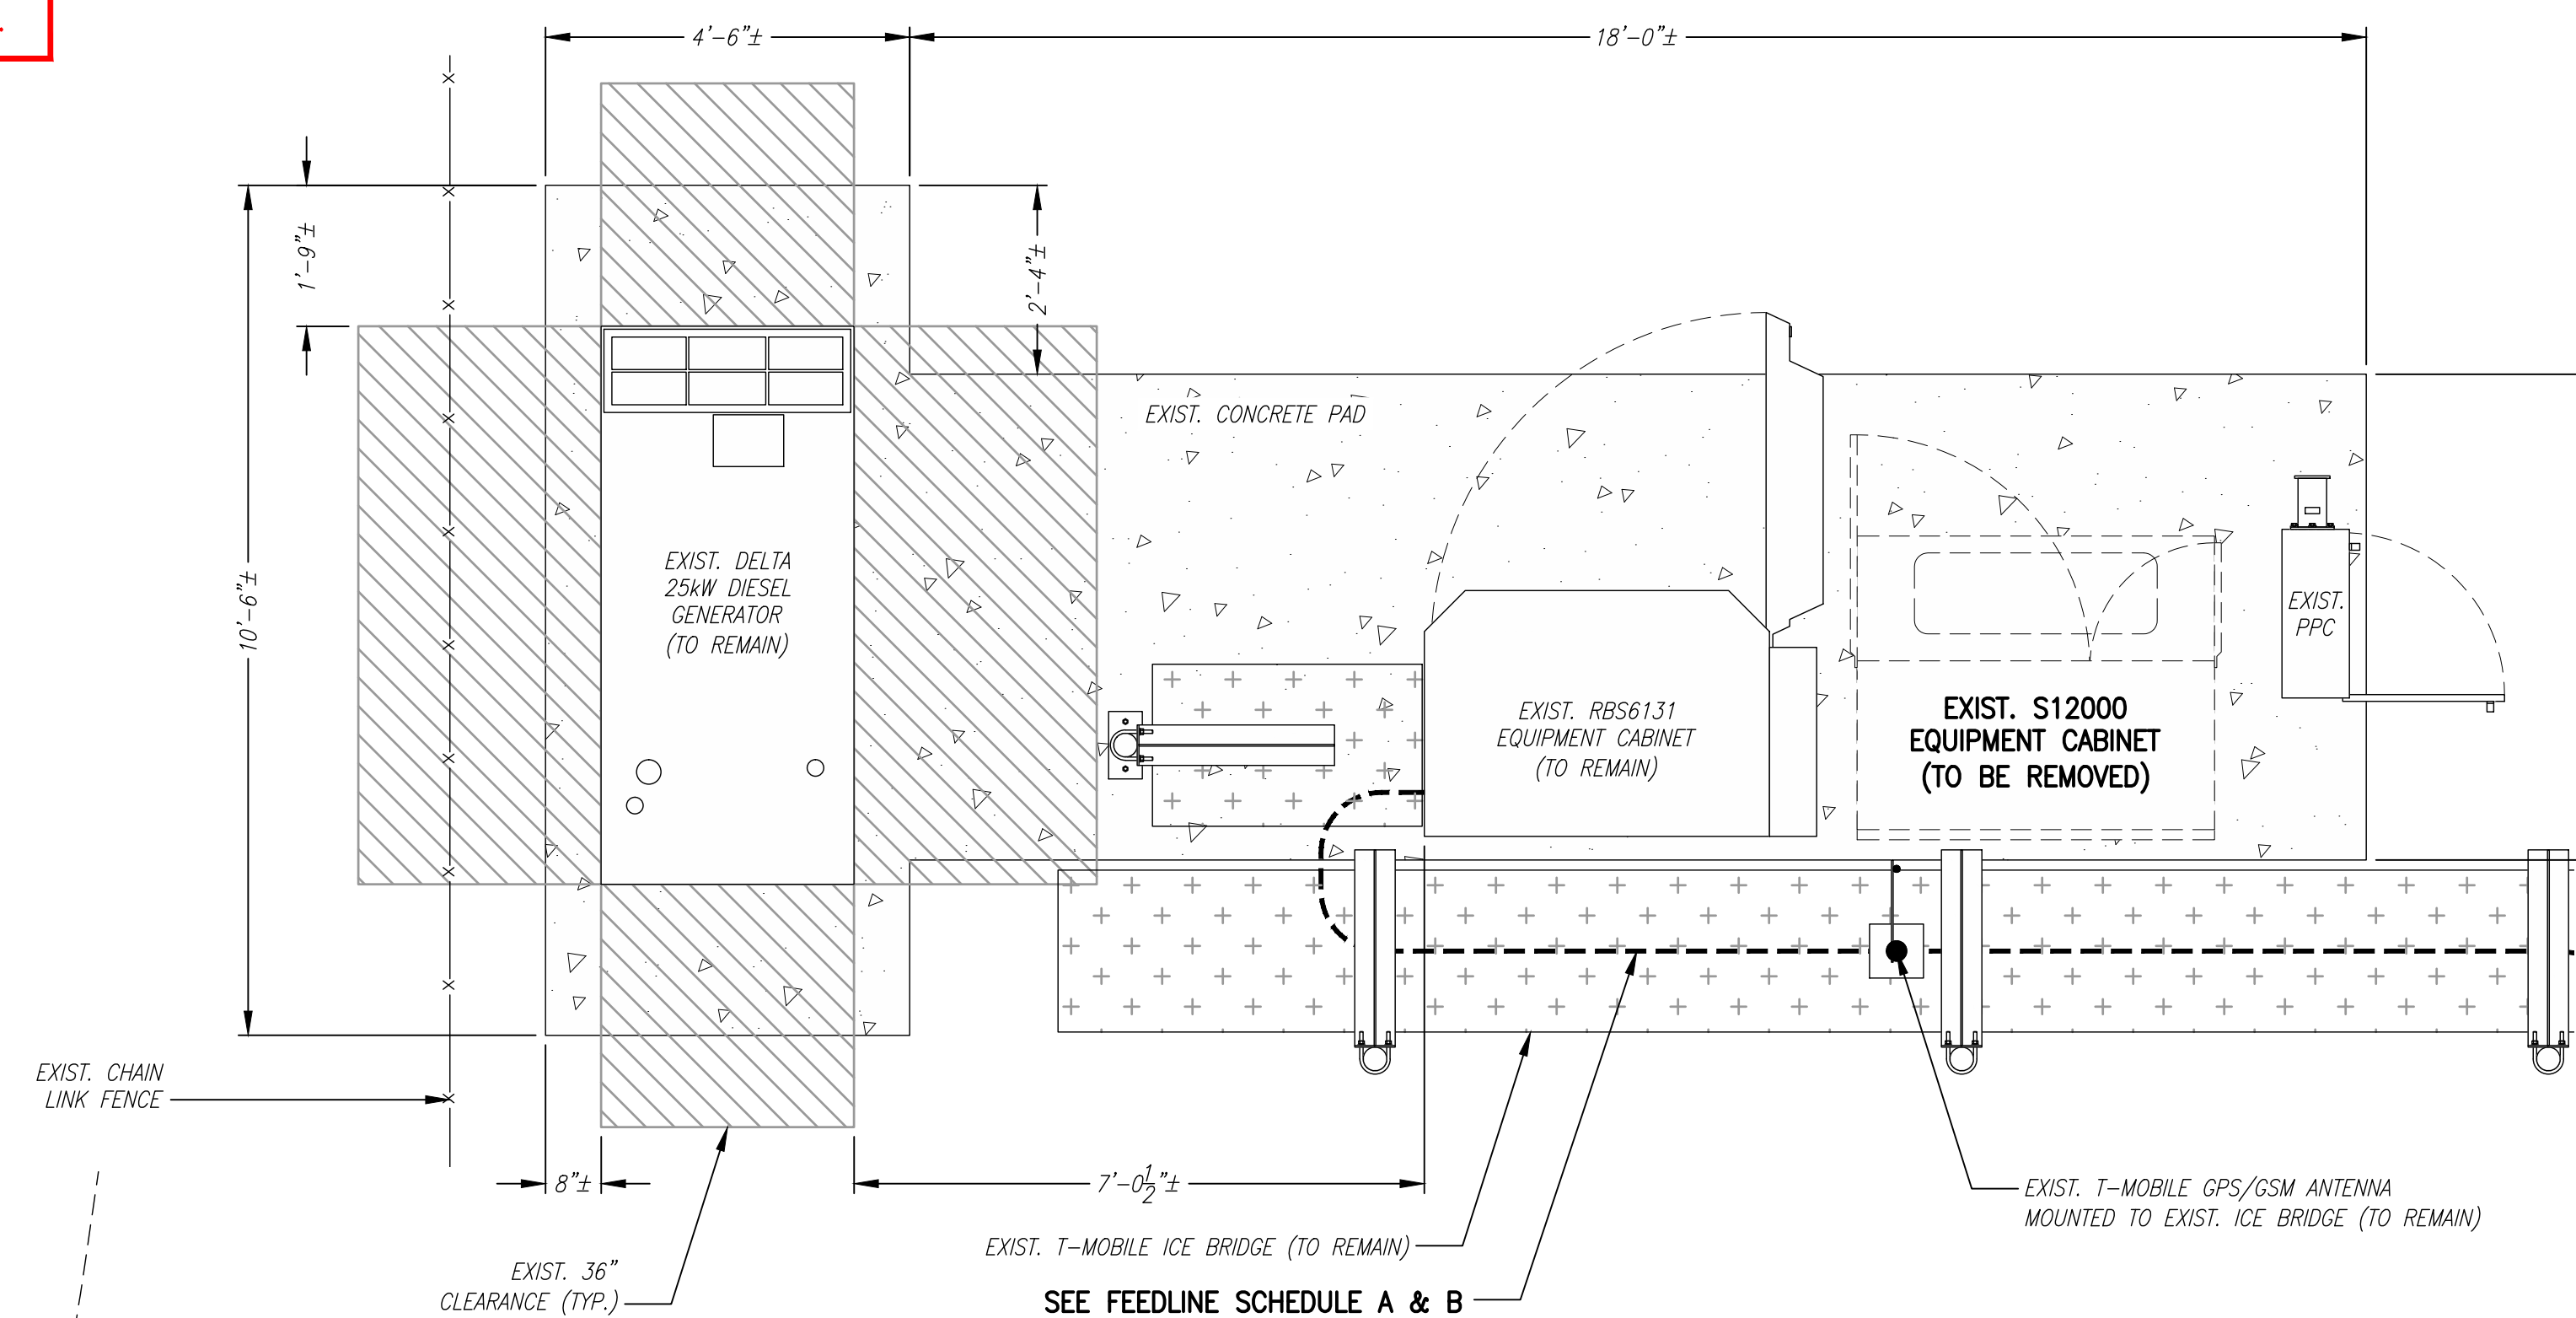 4'-6"±
18'-0"±
1'-9"±
2'-4"±
10'-6"±
EXIST. CONCRETE PAD
EXIST. DELTA
25kW DIESEL
GENERATOR
(TO REMAIN)
EXIST.
PPC
EXIST. RBS6131
EQUIPMENT CABINET
(TO REMAIN)
EXIST. S12000
EQUIPMENT CABINET
(TO BE REMOVED)
EXIST. CHAIN
LINK FENCE
8"±
7'-0 1/2"±
EXIST. T-MOBILE GPS/GSM ANTENNA
MOUNTED TO EXIST. ICE BRIDGE (TO REMAIN)
EXIST. T-MOBILE ICE BRIDGE (TO REMAIN)
EXIST. 36"
CLEARANCE (TYP.)
SEE FEEDLINE SCHEDULE A & B